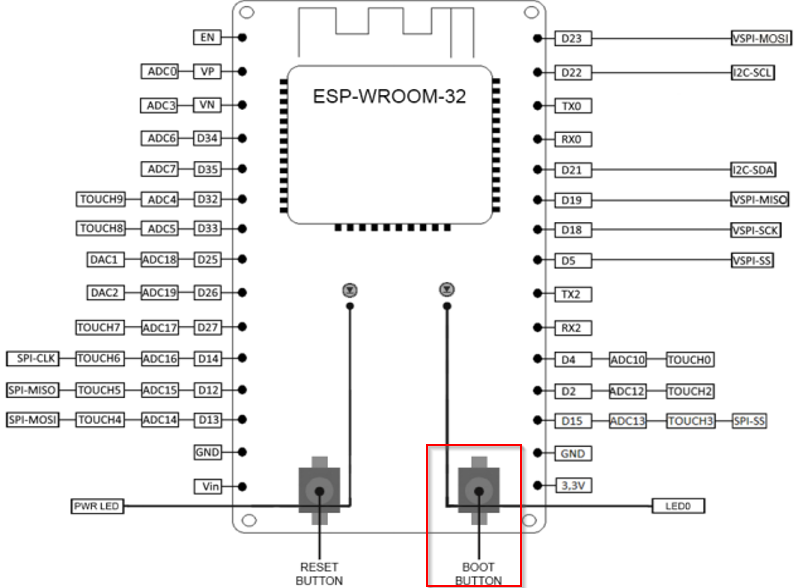 ESP-WROOM-32
EN
ADC0 VP
ADC3 VN
ADC6 D34
ADC7 D35
TOUCH9 ADC4 D32
TOUCH8 ADC5 D33
DAC1 ADC18 D25
DAC2 ADC19 D26
TOUCH7 ADC17 D27
SPI-CLK TOUCH6 ADC16 D14
SPI-MISO TOUCH5 ADC15 D12
SPI-MOSI TOUCH4 ADC14 D13
GND
Vin
PWR LED
D23 VSPI-MOSI
D22 I2C-SCL
TX0
RX0
D21 I2C-SDA
D19 VSPI-MISO
D18 VSPI-SCK
D5 VSPI-SS
TX2
RX2
D4 ADC10 TOUCH0
D2 ADC12 TOUCH2
D15 ADC13 TOUCH3 SPI-SS
GND
3,3V
LED0
RESET
BUTTON
BOOT
BUTTON